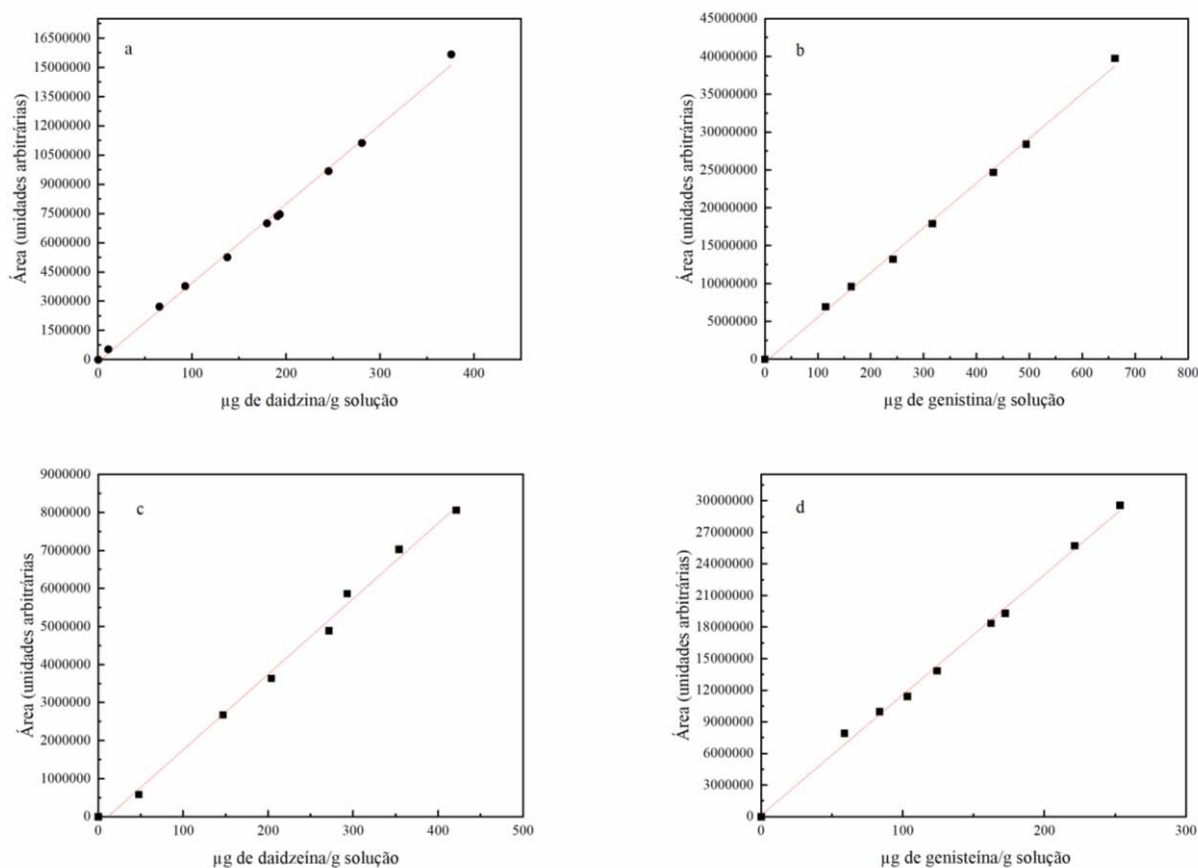 a
16500000
15000000
13500000
12000000
10500000
9000000
7500000
6000000
4500000
3000000
1500000
0
0 100 200 300 400
Área (unidades arbitrárias)
µg de daidzina/g solução
b
45000000
40000000
35000000
30000000
25000000
20000000
15000000
10000000
5000000
0
0 100 200 300 400 500 600 700 800
Área (unidades arbitrárias)
µg de genistina/g solução
c
9000000
8000000
7000000
6000000
5000000
4000000
3000000
2000000
1000000
0
0 100 200 300 400 500
Área (unidades arbitrárias
µg de daidzeína/g solução
d
30000000
27000000
24000000
21000000
18000000
15000000
12000000
9000000
6000000
3000000
0
0 100 200 300
Área (unidades arbitrárias)
µg de genisteína/g solução